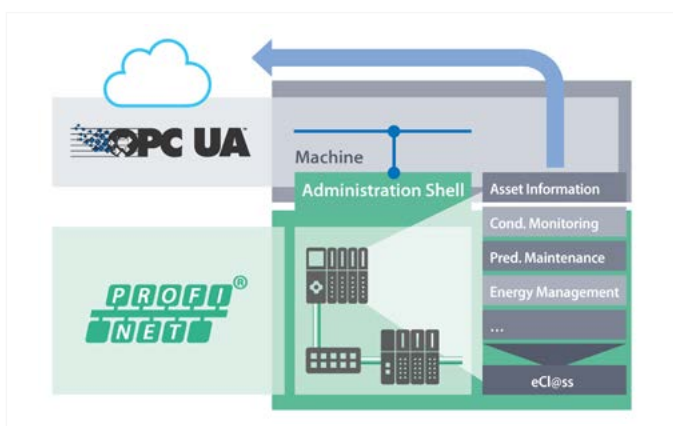 OPC UA
Machine
Administration Shell
Asset Information
Cond. Monitoring
Pred. Maintenance
Energy Management
...
eCl@ss
PROFI
NET®